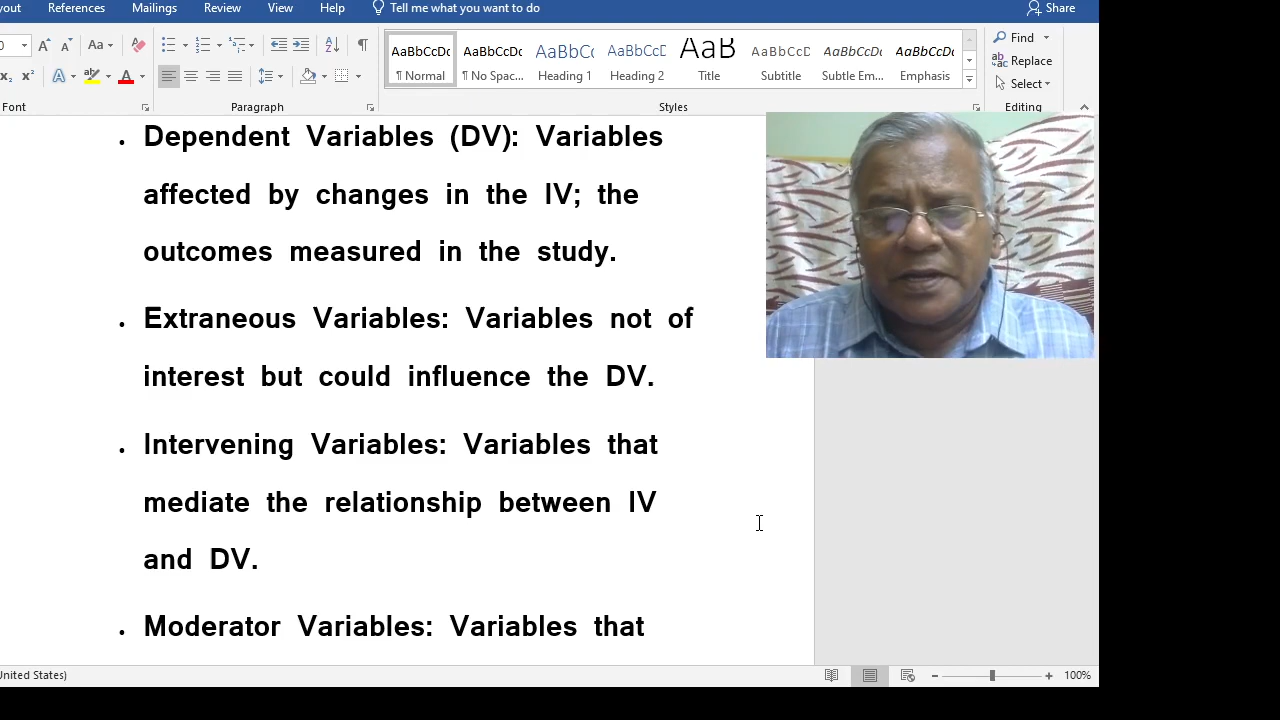 yout References Mailings Review View Help Tell me what you want to do Share
Aa
AaBbCcDc AaBbCcDc AaBbCc AaBbCcD AaB AaBbCcD AaBbCcDc AaBbCcDc
¶ Normal ¶ No Spac... Heading 1 Heading 2 Title Subtitle Subtle Em... Emphasis
Find
Replace
Select
Font Paragraph Styles Editing
• Dependent Variables (DV): Variables
affected by changes in the IV; the
outcomes measured in the study.
• Extraneous Variables: Variables not of
interest but could influence the DV.
• Intervening Variables: Variables that
mediate the relationship between IV
and DV.
• Moderator Variables: Variables that
United States) 100%